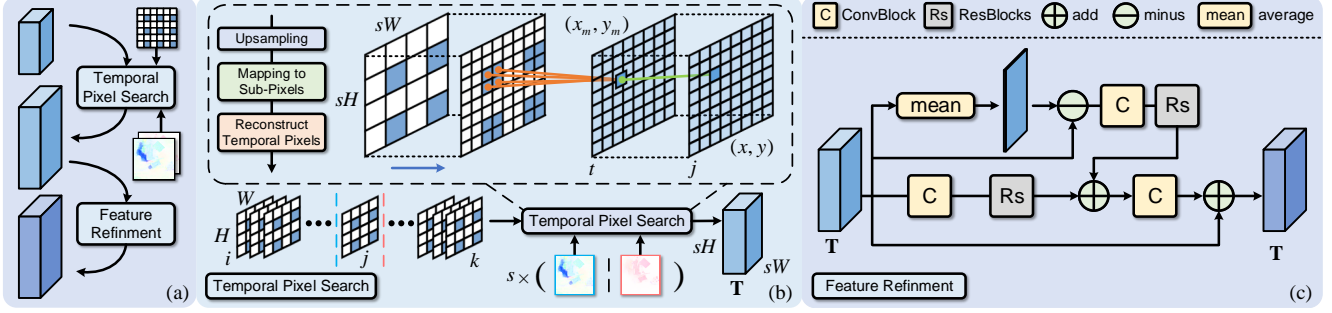 Temporal
Pixel Search
Feature
Refinment
(a)
Upsampling
Mapping to
Sub-Pixels
Reconstruct
Temporal Pixels
sW
sH
(x_m, y_m)
(x, y)
t
j
W
H
i
j
k
Temporal Pixel Search
s × ( | )
sH
sW
T
Temporal Pixel Search
(b)
C ConvBlock Rs ResBlocks add minus mean average
mean
C
Rs
C
Rs
C
T
T
Feature Refinment
(c)